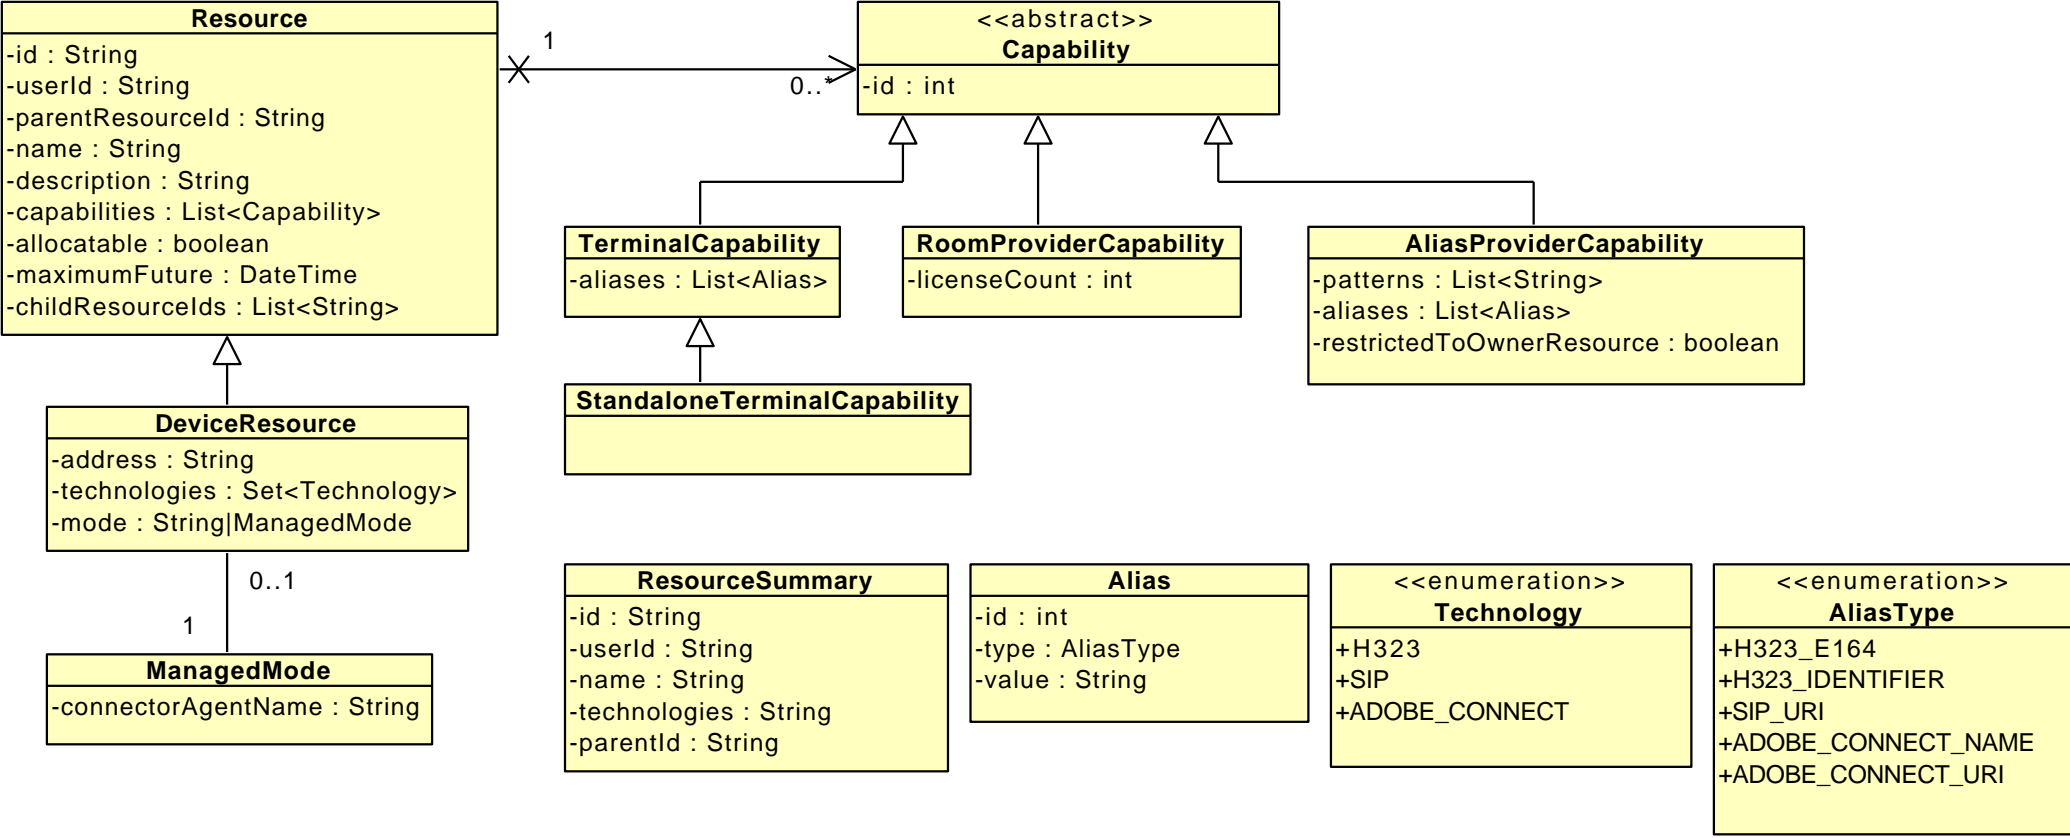 Resource
-id : String
-userId : String
-parentResourceId : String
-name : String
-description : String
-capabilities : List<Capability>
-allocatable : boolean
-maximumFuture : DateTime
-childResourceIds : List<String>
1
0..*
<<abstract>>
Capability
-id : int
TerminalCapability
-aliases : List<Alias>
RoomProviderCapability
-licenseCount : int
AliasProviderCapability
-patterns : List<String>
-aliases : List<Alias>
-restrictedToOwnerResource : boolean
StandaloneTerminalCapability
DeviceResource
-address : String
-technologies : Set<Technology>
-mode : String|ManagedMode
0..1
1
ManagedMode
-connectorAgentName : String
ResourceSummary
-id : String
-userId : String
-name : String
-technologies : String
-parentId : String
Alias
-id : int
-type : AliasType
-value : String
<<enumeration>>
Technology
+H323
+SIP
+ADOBE_CONNECT
<<enumeration>>
AliasType
+H323_E164
+H323_IDENTIFIER
+SIP_URI
+ADOBE_CONNECT_NAME
+ADOBE_CONNECT_URI